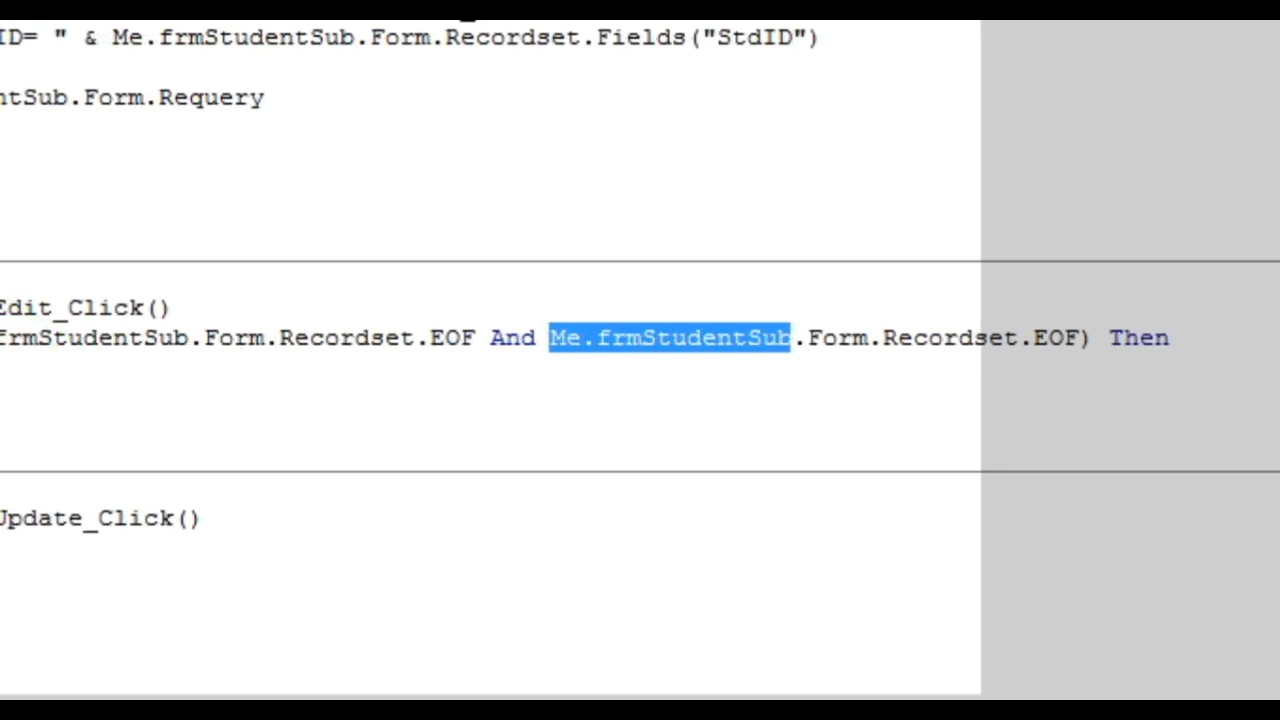 ID= " & Me.frmStudentSub.Form.Recordset.Fields("StdID")
ntSub.Form.Requery
Edit_Click()
frmStudentSub.Form.Recordset.EOF And Me.frmStudentSub.Form.Recordset.EOF) Then
Update_Click()